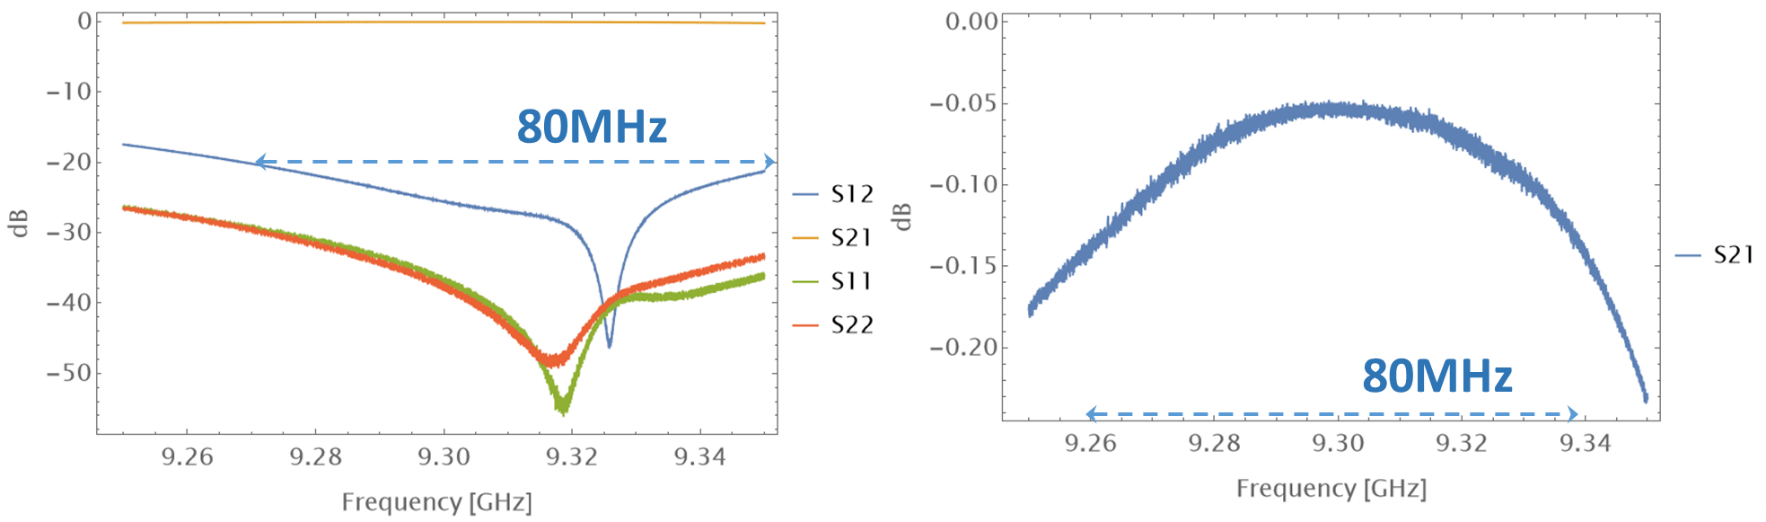 0
−10
−20
−30
−40
−50
dB
80MHz
9.26 9.28 9.30 9.32 9.34
Frequency [GHz]
S12
S21
S11
S22
0.00
−0.05
−0.10
−0.15
−0.20
dB
80MHz
9.26 9.28 9.30 9.32 9.34
Frequency [GHz]
S21